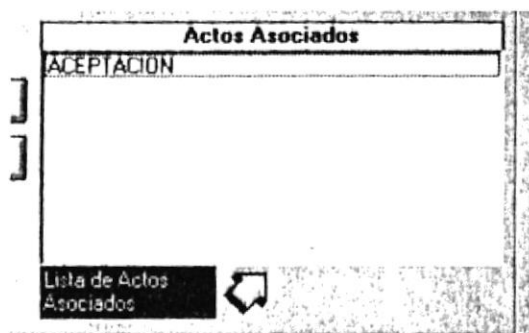 Actos Asociados
ACEPTACION
Lista de Actos
Asociados